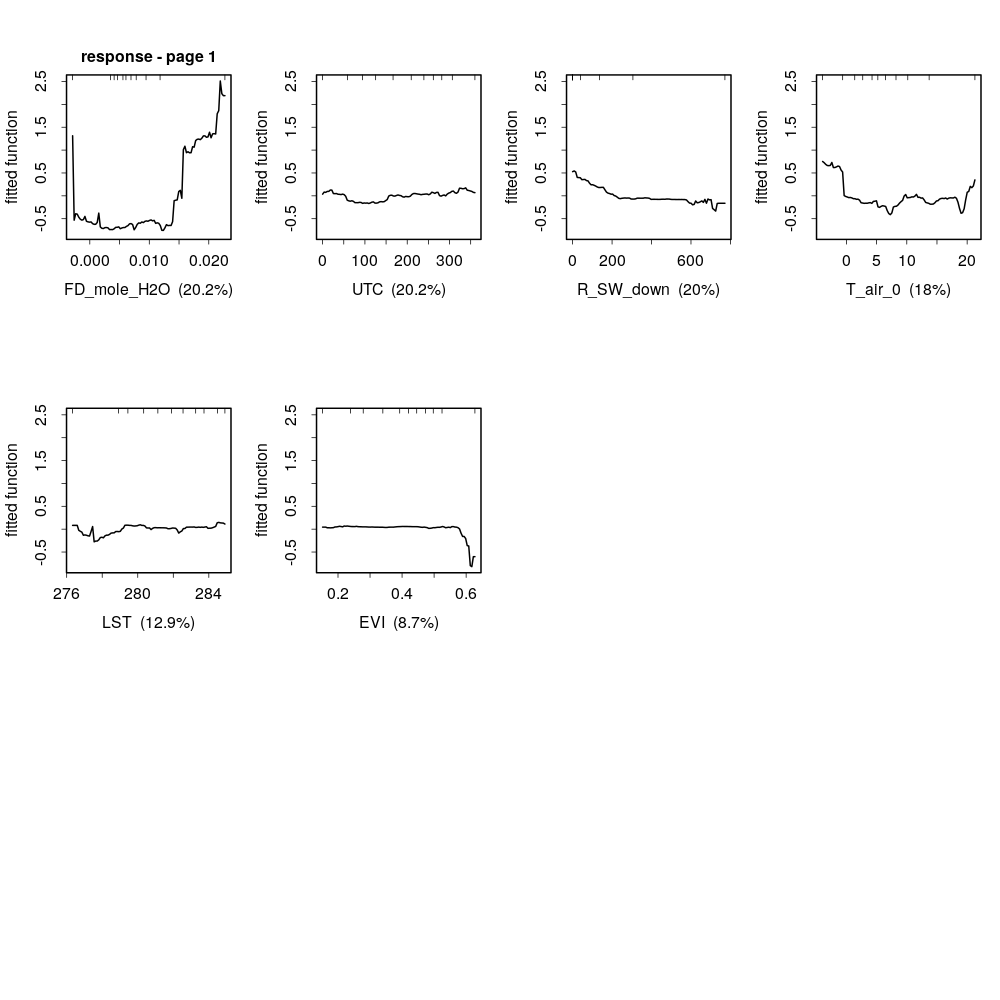 response - page 1
fitted function
-0.5 0.5 1.5 2.5
0.000 0.010 0.020
FD_mole_H2O (20.2%)
fitted function
-0.5 0.5 1.5 2.5
0 100 200 300
UTC (20.2%)
fitted function
-0.5 0.5 1.5 2.5
0 200 600
R_SW_down (20%)
fitted function
-0.5 0.5 1.5 2.5
0 5 10 20
T_air_0 (18%)
fitted function
-0.5 0.5 1.5 2.5
276 280 284
LST (12.9%)
fitted function
-0.5 0.5 1.5 2.5
0.2 0.4 0.6
EVI (8.7%)